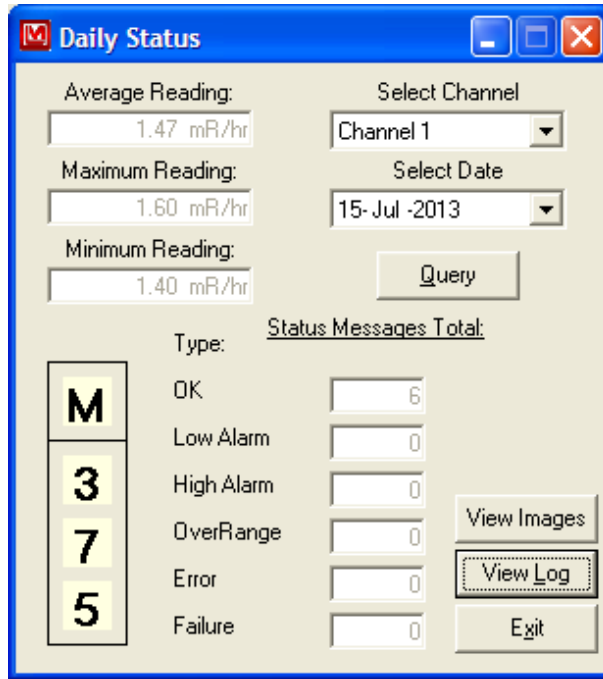 M Daily Status
Average Reading:
1.47 mR/hr
Maximum Reading:
1.60 mR/hr
Minimum Reading:
1.40 mR/hr
Select Channel
Channel 1
Select Date
15- Jul -2013
Query
Status Messages Total:
Type:
OK 6
Low Alarm 0
High Alarm 0
OverRange 0
Error 0
Failure 0
M
3
7
5
View Images
View Log
Exit